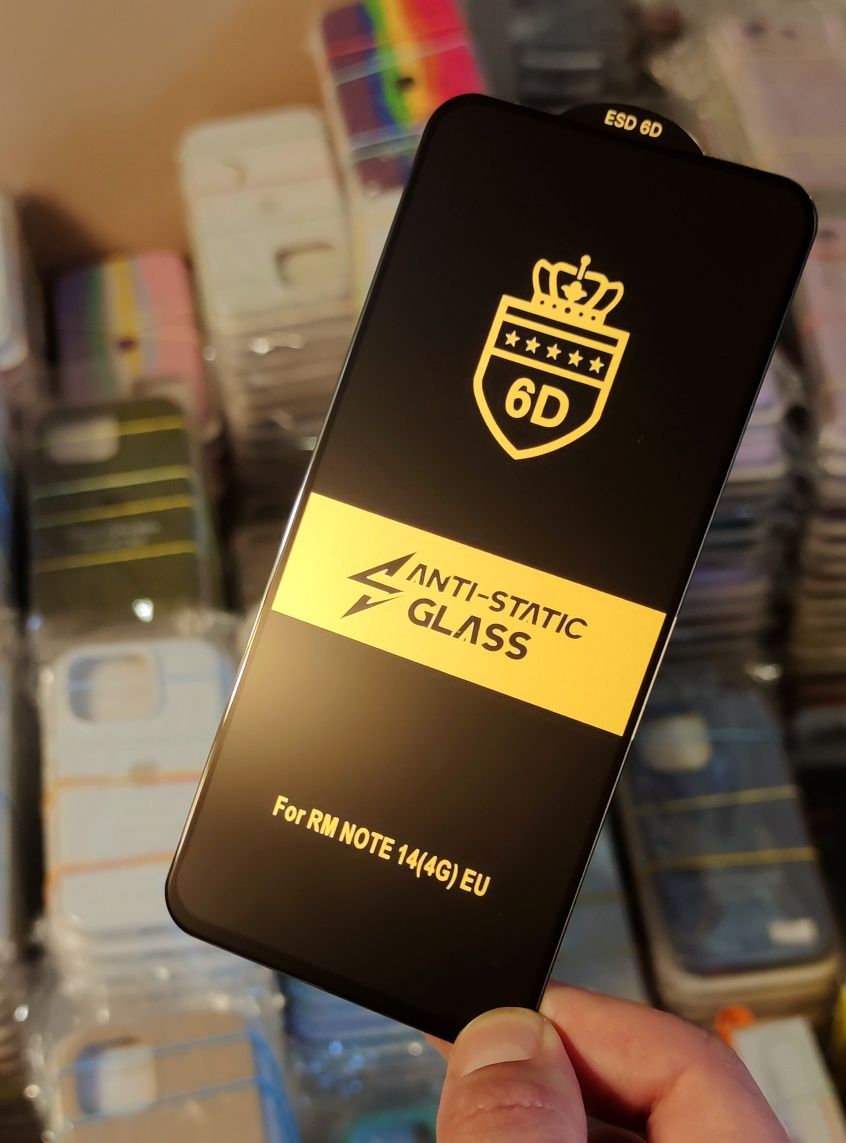 ESD 6D
6D
ANTI-STATIC
GLASS
For RM NOTE 14(4G) EU